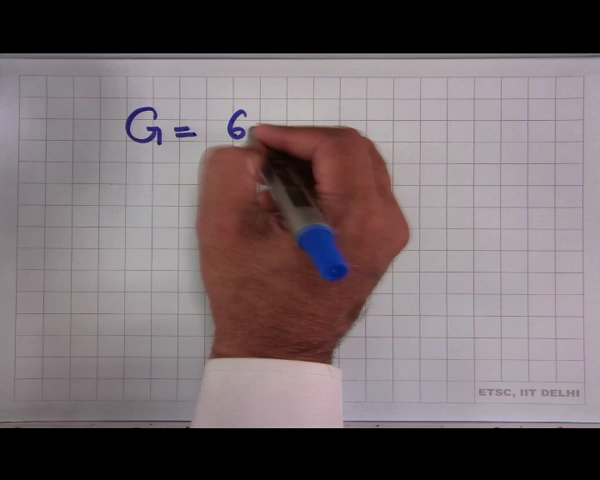 G = 6
ETSC, IIT DELHI